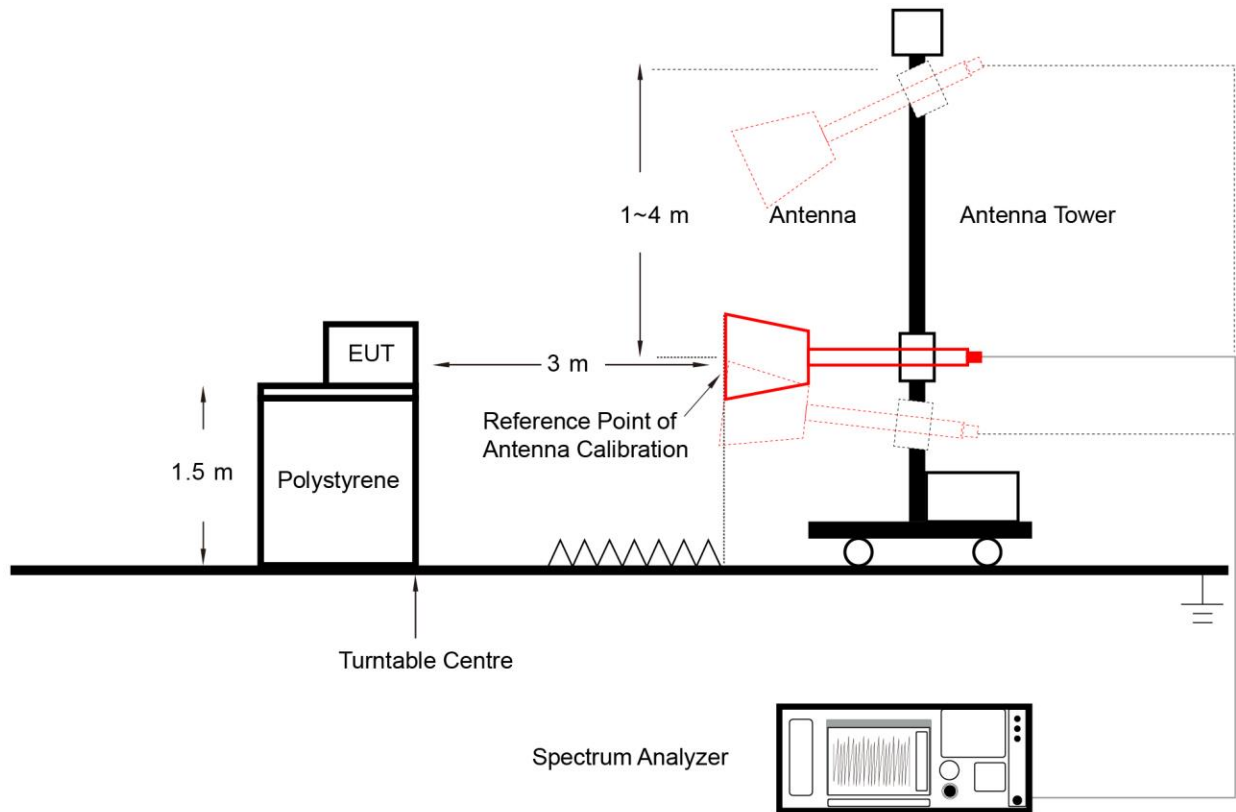 1~4 m
Antenna
Antenna Tower
EUT
3 m
Reference Point of
Antenna Calibration
1.5 m
Polystyrene
Turntable Centre
Spectrum Analyzer